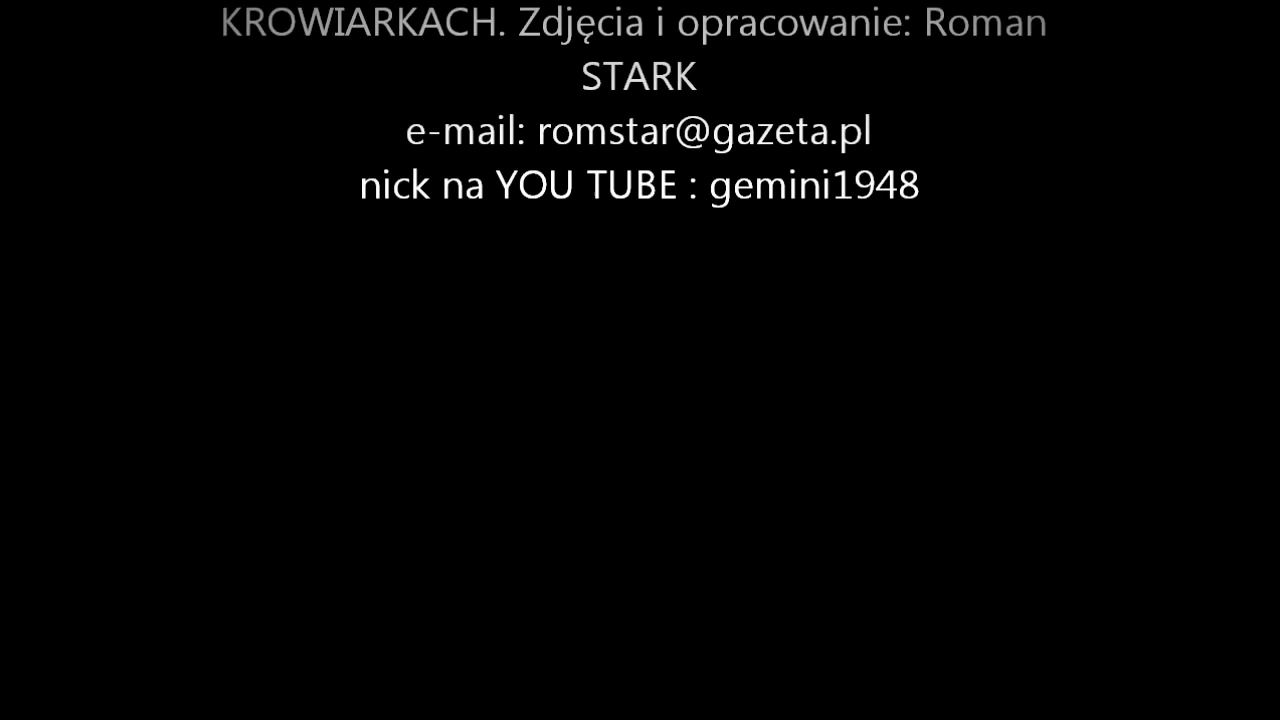 KROWIARKACH. Zdjęcia i opracowanie: Roman
STARK
e-mail: romstar@gazeta.pl
nick na YOU TUBE : gemini1948